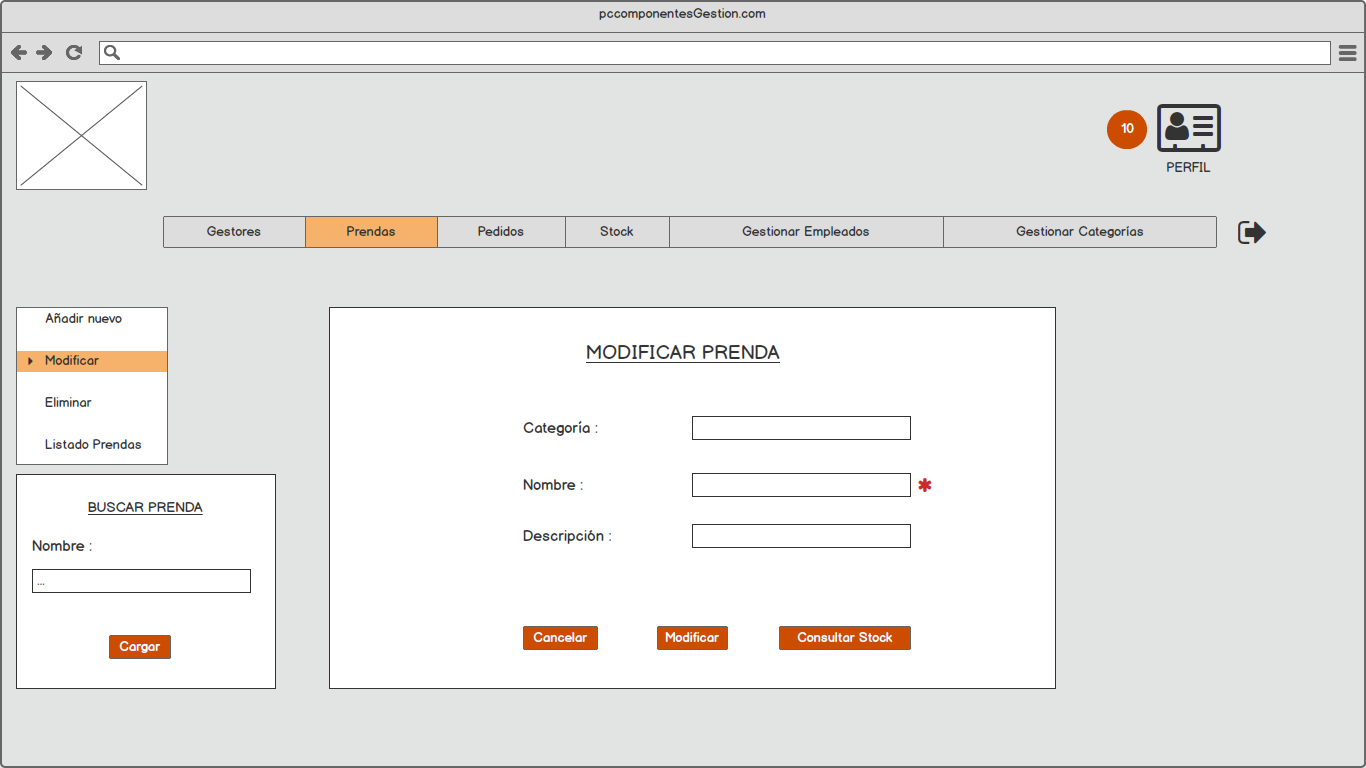 pccomponentesGestion.com
10
PERFIL
Gestores Prendas Pedidos Stock Gestionar Empleados Gestionar Categorías
Añadir nuevo
Modificar
Eliminar
Listado Prendas
BUSCAR PRENDA
Nombre :
...
Cargar
MODIFICAR PRENDA
Categoría :
Nombre : ✱
Descripción :
Cancelar Modificar Consultar Stock